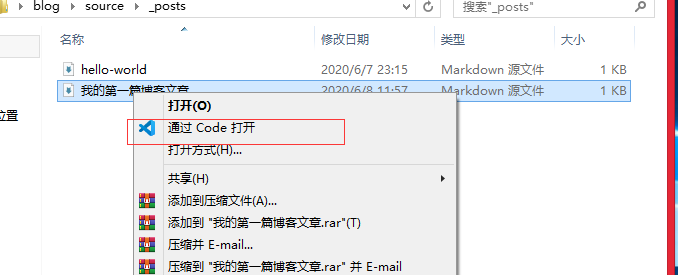 blog › source › _posts
搜索"_posts"
名称 修改日期 类型 大小
hello-world 2020/6/7 23:15 Markdown 源文件 1 KB
我的第一篇博客文章 2020/6/8 11:57 Markdown 源文件 1 KB
位置
打开(O)
通过 Code 打开
打开方式(H)...
共享(H)
添加到压缩文件(A)...
添加到 "我的第一篇博客文章.rar"(T)
压缩并 E-mail...
压缩到 "我的第一篇博客文章.rar" 并 E-mail